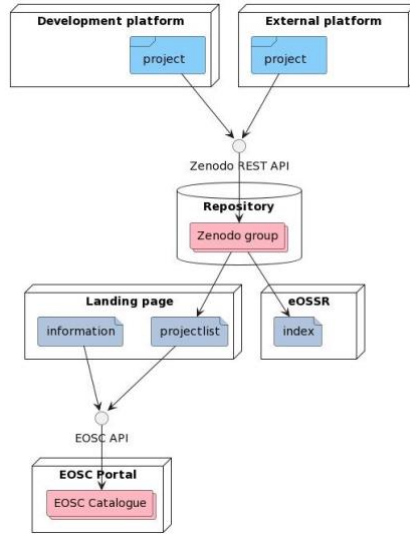 Development platform
External platform
project
project
Zenodo REST API
Repository
Zenodo group
Landing page
eOSSR
information
projectlist
index
EOSC API
EOSC Portal
EOSC Catalogue